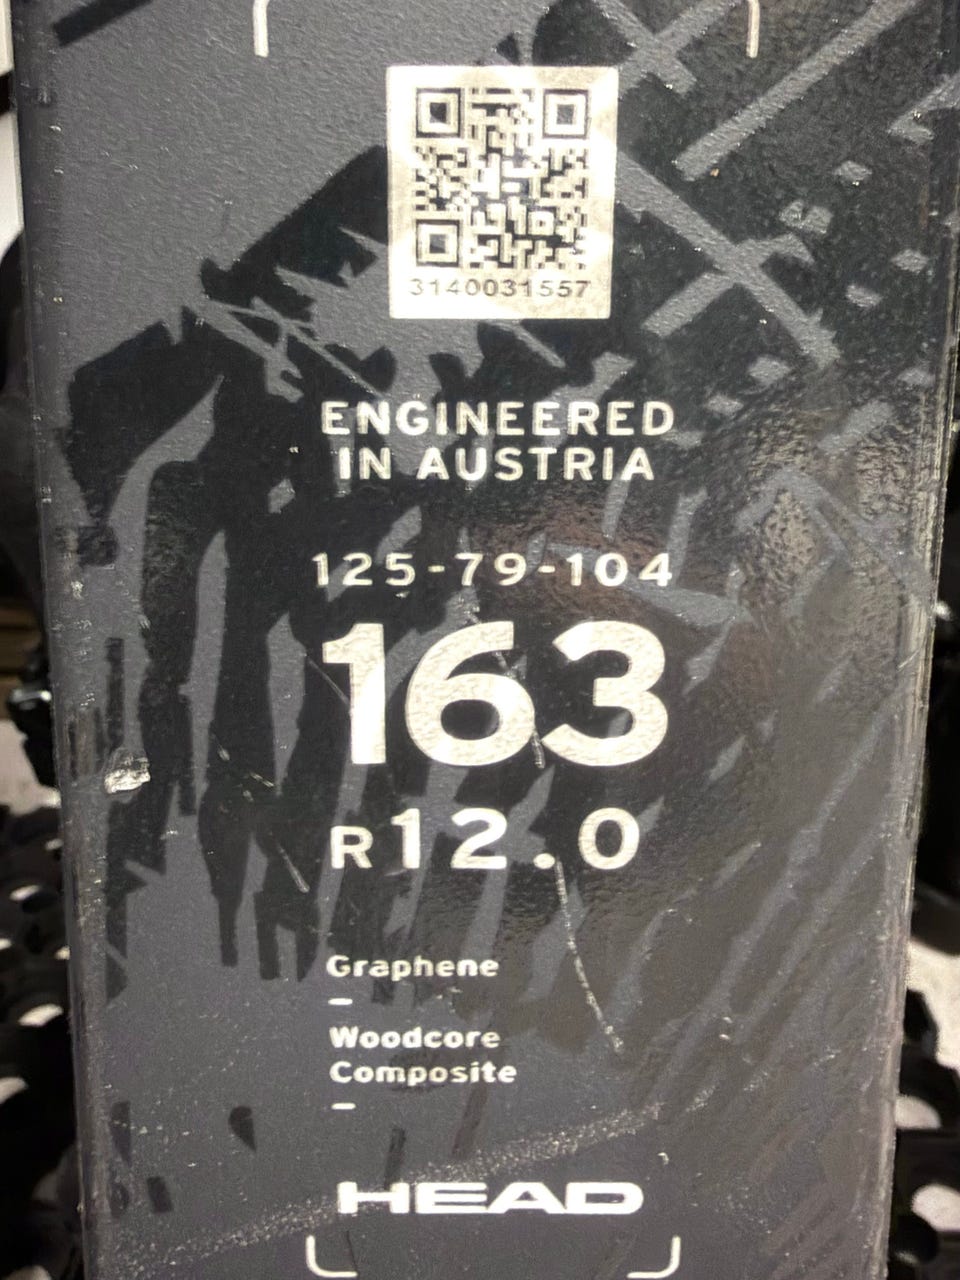 3140031557
ENGINEERED
IN AUSTRIA
125-79-104
163
R12.0
Graphene
Woodcore
Composite
HEAD